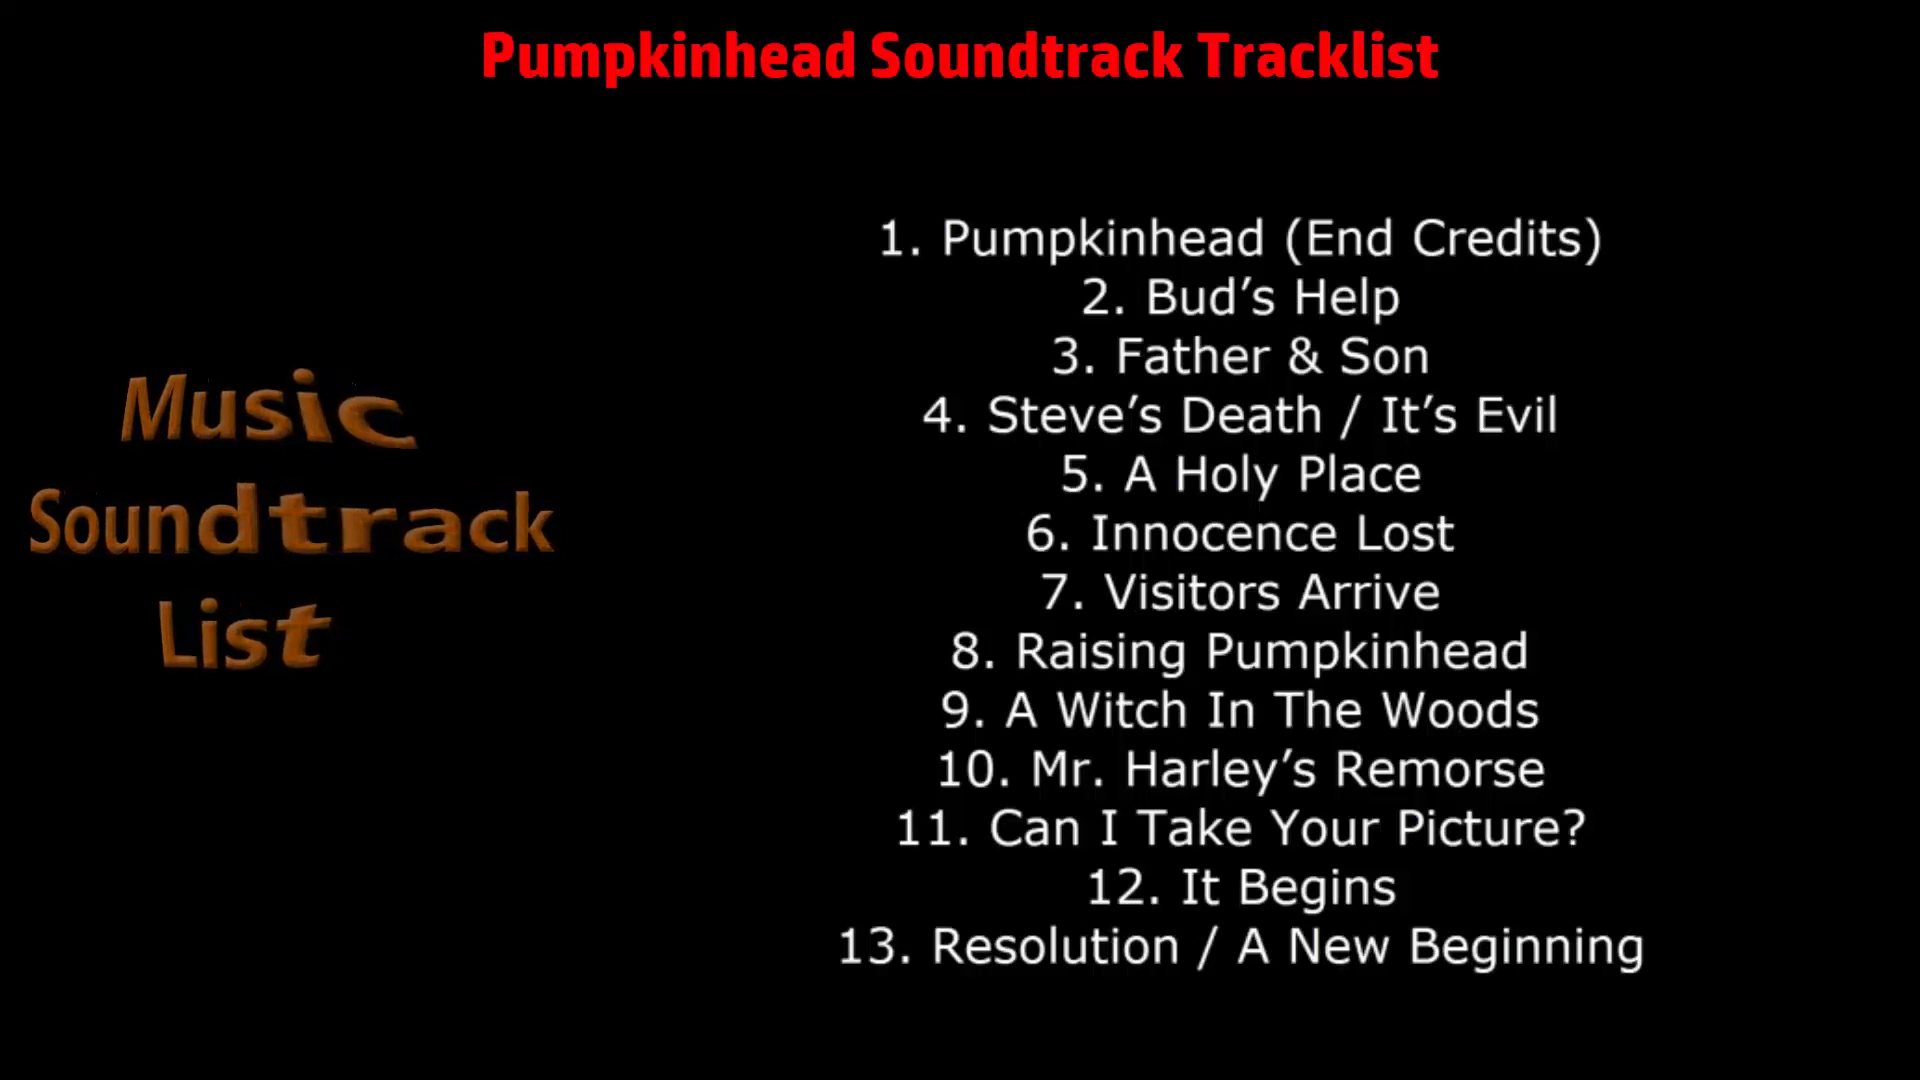 Pumpkinhead Soundtrack Tracklist
Music
Soundtrack
List
1. Pumpkinhead (End Credits)
2. Bud’s Help
3. Father & Son
4. Steve’s Death / It’s Evil
5. A Holy Place
6. Innocence Lost
7. Visitors Arrive
8. Raising Pumpkinhead
9. A Witch In The Woods
10. Mr. Harley’s Remorse
11. Can I Take Your Picture?
12. It Begins
13. Resolution / A New Beginning